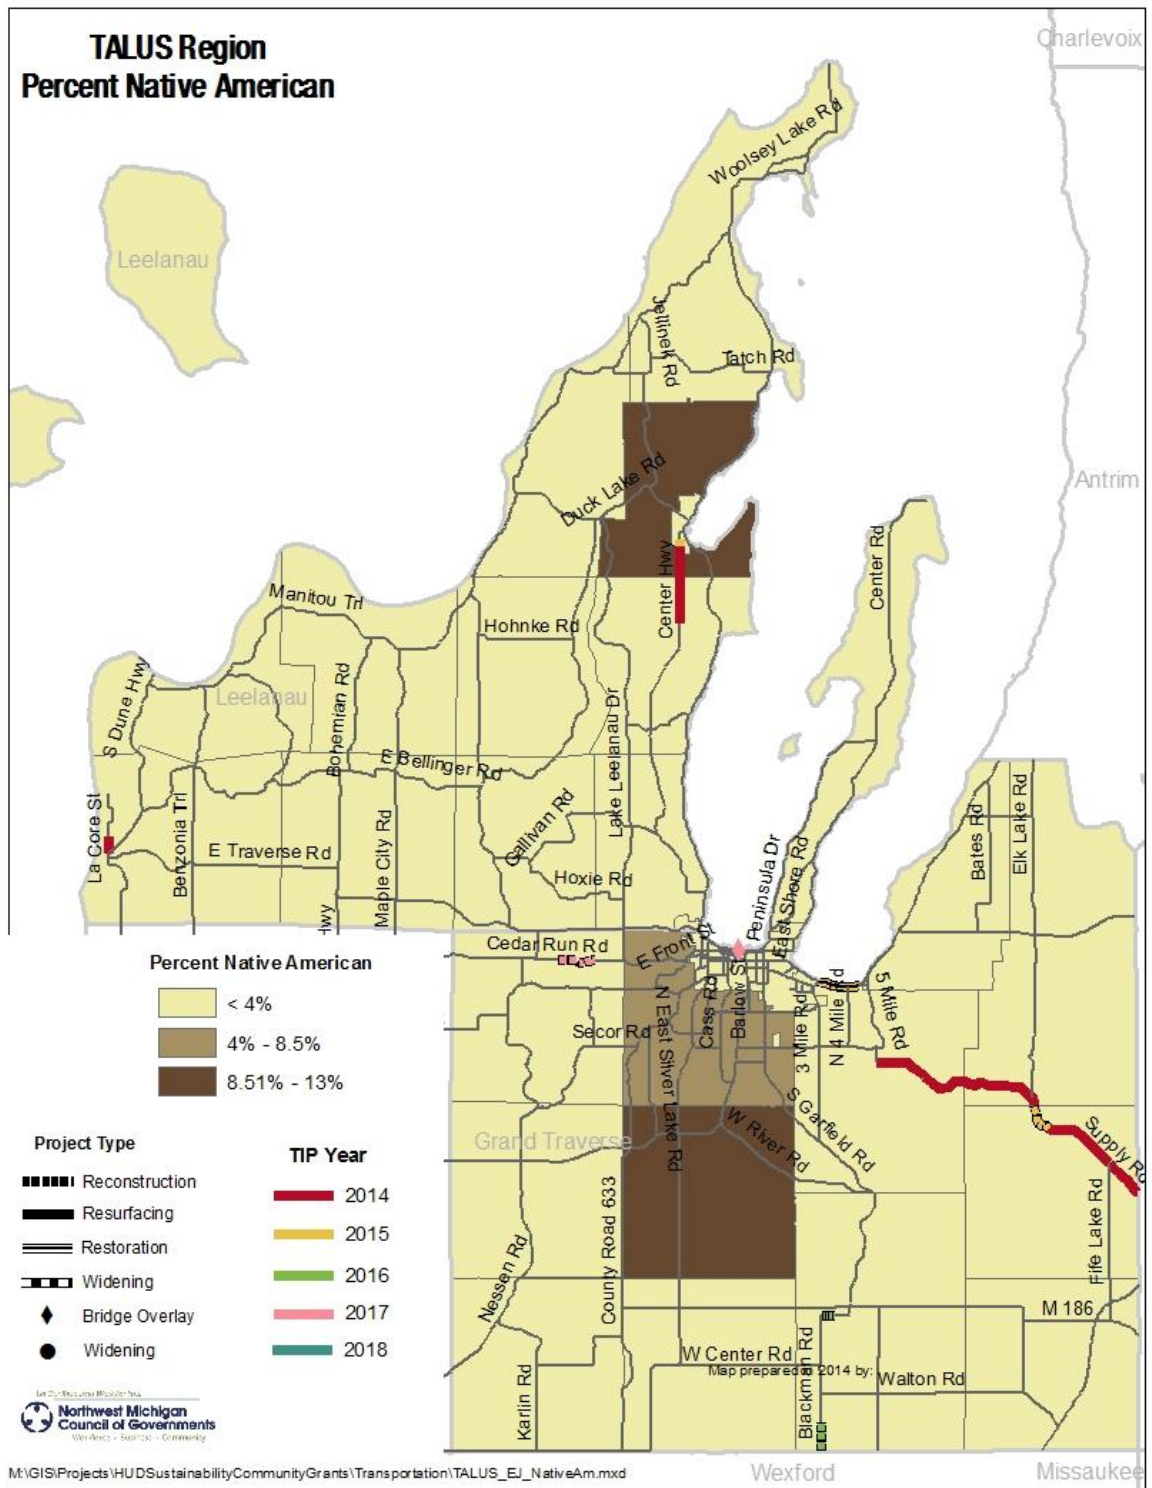 TALUS Region
Percent Native American
Charlevoix
Woolsey Lake Rd
Leelanau
Jellinek Rd
Tatch Rd
Duck Lake Rd
Antrim
Center Rd
Center Hwy
Manitou Trl
Hohnke Rd
S Dune Hwy
Leelanau
Bohemian Rd
Lake Leelanau Dr
E Bellinger Rd
La Core St
Benzonia Trl
Maple City Rd
Gallivan Rd
E Traverse Rd
Hoxie Rd
Peninsula Dr
East Shore Rd
Bates Rd
Elk Lake Rd
Hwy
Cedar Run Rd
E Front St
Percent Native American
< 4%
4% - 8.5%
8.51% - 13%
N East Silver Lake Rd
Cass Rd
Barlow St
3 Mile Rd
N 4 Mile Rd
5 Mile Rd
Secor Rd
S Garfield Rd
W River Rd
Supply Rd
Grand Traverse
Project Type
Reconstruction
Resurfacing
Restoration
Widening
Bridge Overlay
Widening
TIP Year
2014
2015
2016
2017
2018
Nessen Rd
County Road 633
Fife Lake Rd
M 186
W Center Rd
Map prepared in 2014 by:
Blackman Rd
Walton Rd
Karlin Rd
Northwest Michigan
Council of Governments
Workforce - Business - Community
M:\GIS\Projects\HUDSustainabilityCommunityGrants\Transportation\TALUS_EJ_NativeAm.mxd
Wexford
Missaukee